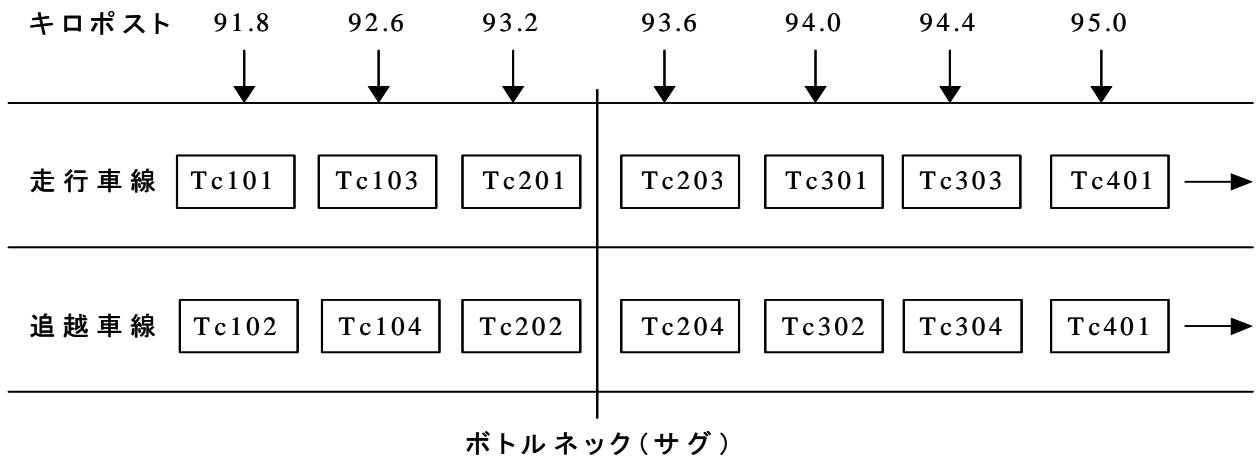 キロポスト 91.8 92.6 93.2 93.6 94.0 94.4 95.0
走行車線 Tc101 Tc103 Tc201 Tc203 Tc301 Tc303 Tc401
追越車線 Tc102 Tc104 Tc202 Tc204 Tc302 Tc304 Tc401
ボトルネック(サグ)